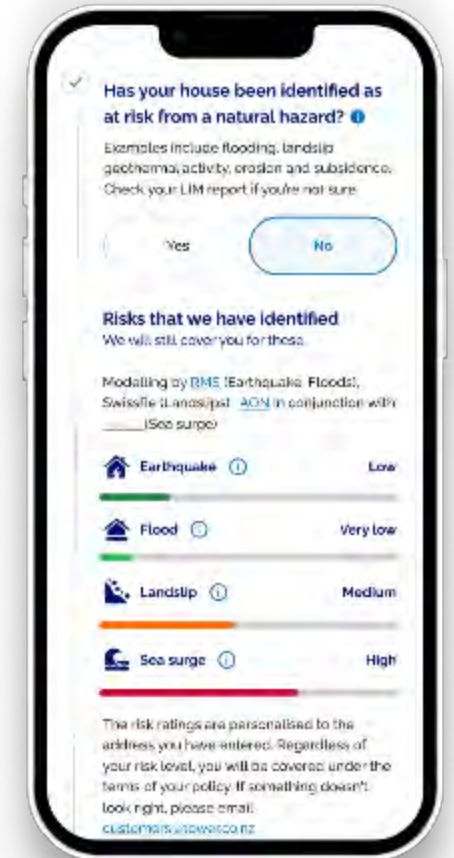 Has your house been identified as
at risk from a natural hazard?
Examples include flooding, landslip
geothermal activity, erosion and subsidence.
Check your LIM report if you're not sure
Yes
No
Risks that we have identified
We will still cover you for these.
Modelling by RMS (Earthquake, Floods),
SwissRe (Landslips), AON in conjunction with
_____(Sea surge)
Earthquake
Low
Flood
Very low
Landslip
Medium
Sea surge
High
The risk ratings are personalised to the
address you have entered. Regardless of
your risk level, you will be covered under the
terms of your policy. If something doesn't
look right, please email